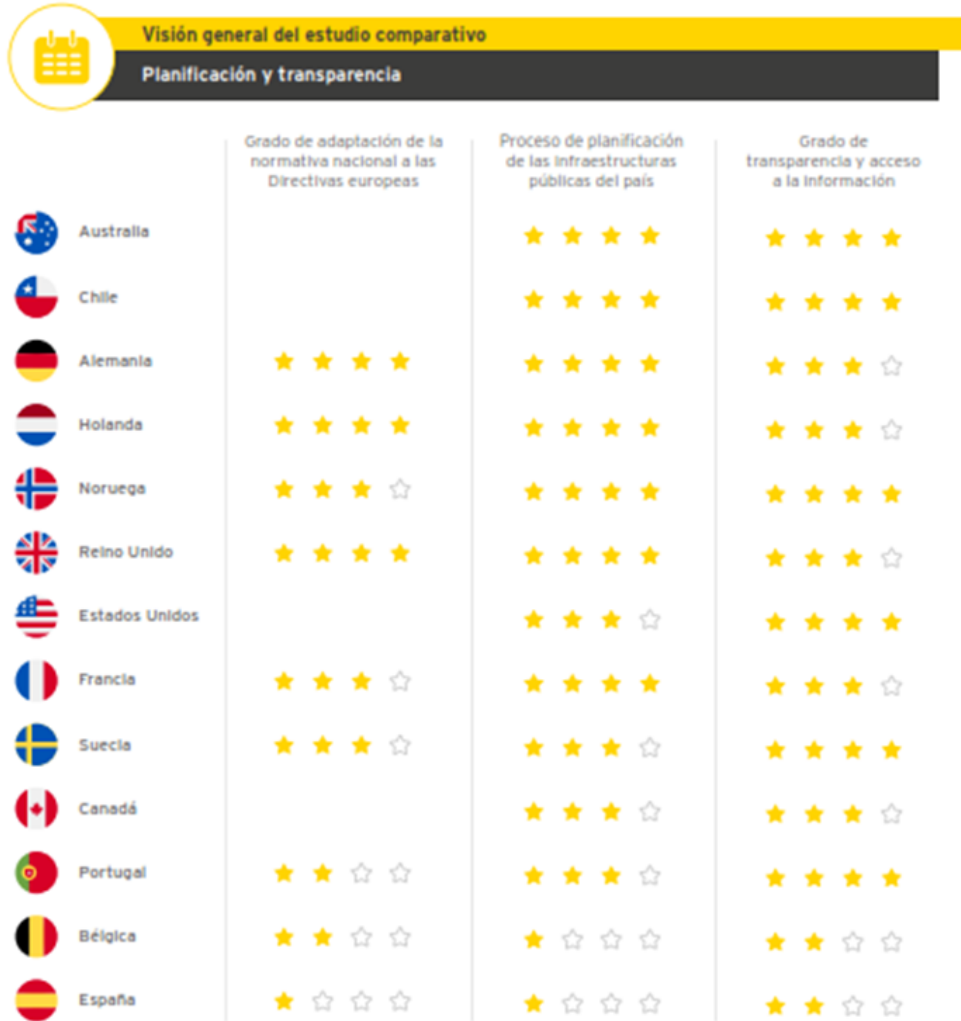 Visión general del estudio comparativo
Planificación y transparencia
Grado de adaptación de la
normativa nacional a las
Directivas europeas
Proceso de planificación
de las infraestructuras
públicas del país
Grado de
transparencia y acceso
a la información
Australia
Chile
Alemania
Holanda
Noruega
Reino Unido
Estados Unidos
Francia
Suecia
Canadá
Portugal
Bélgica
España